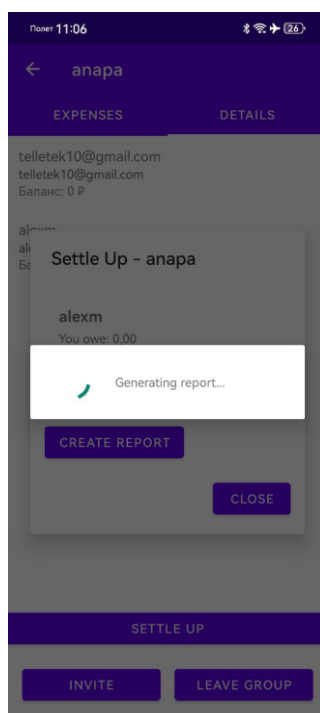 Полет 11:06
26
anapa
EXPENSES DETAILS
telletek10@gmail.com
telletek10@gmail.com
Баланс: 0 ₽
Settle Up - anapa
alexm
You owe: 0,00
Generating report...
CREATE REPORT
CLOSE
SETTLE UP
INVITE LEAVE GROUP